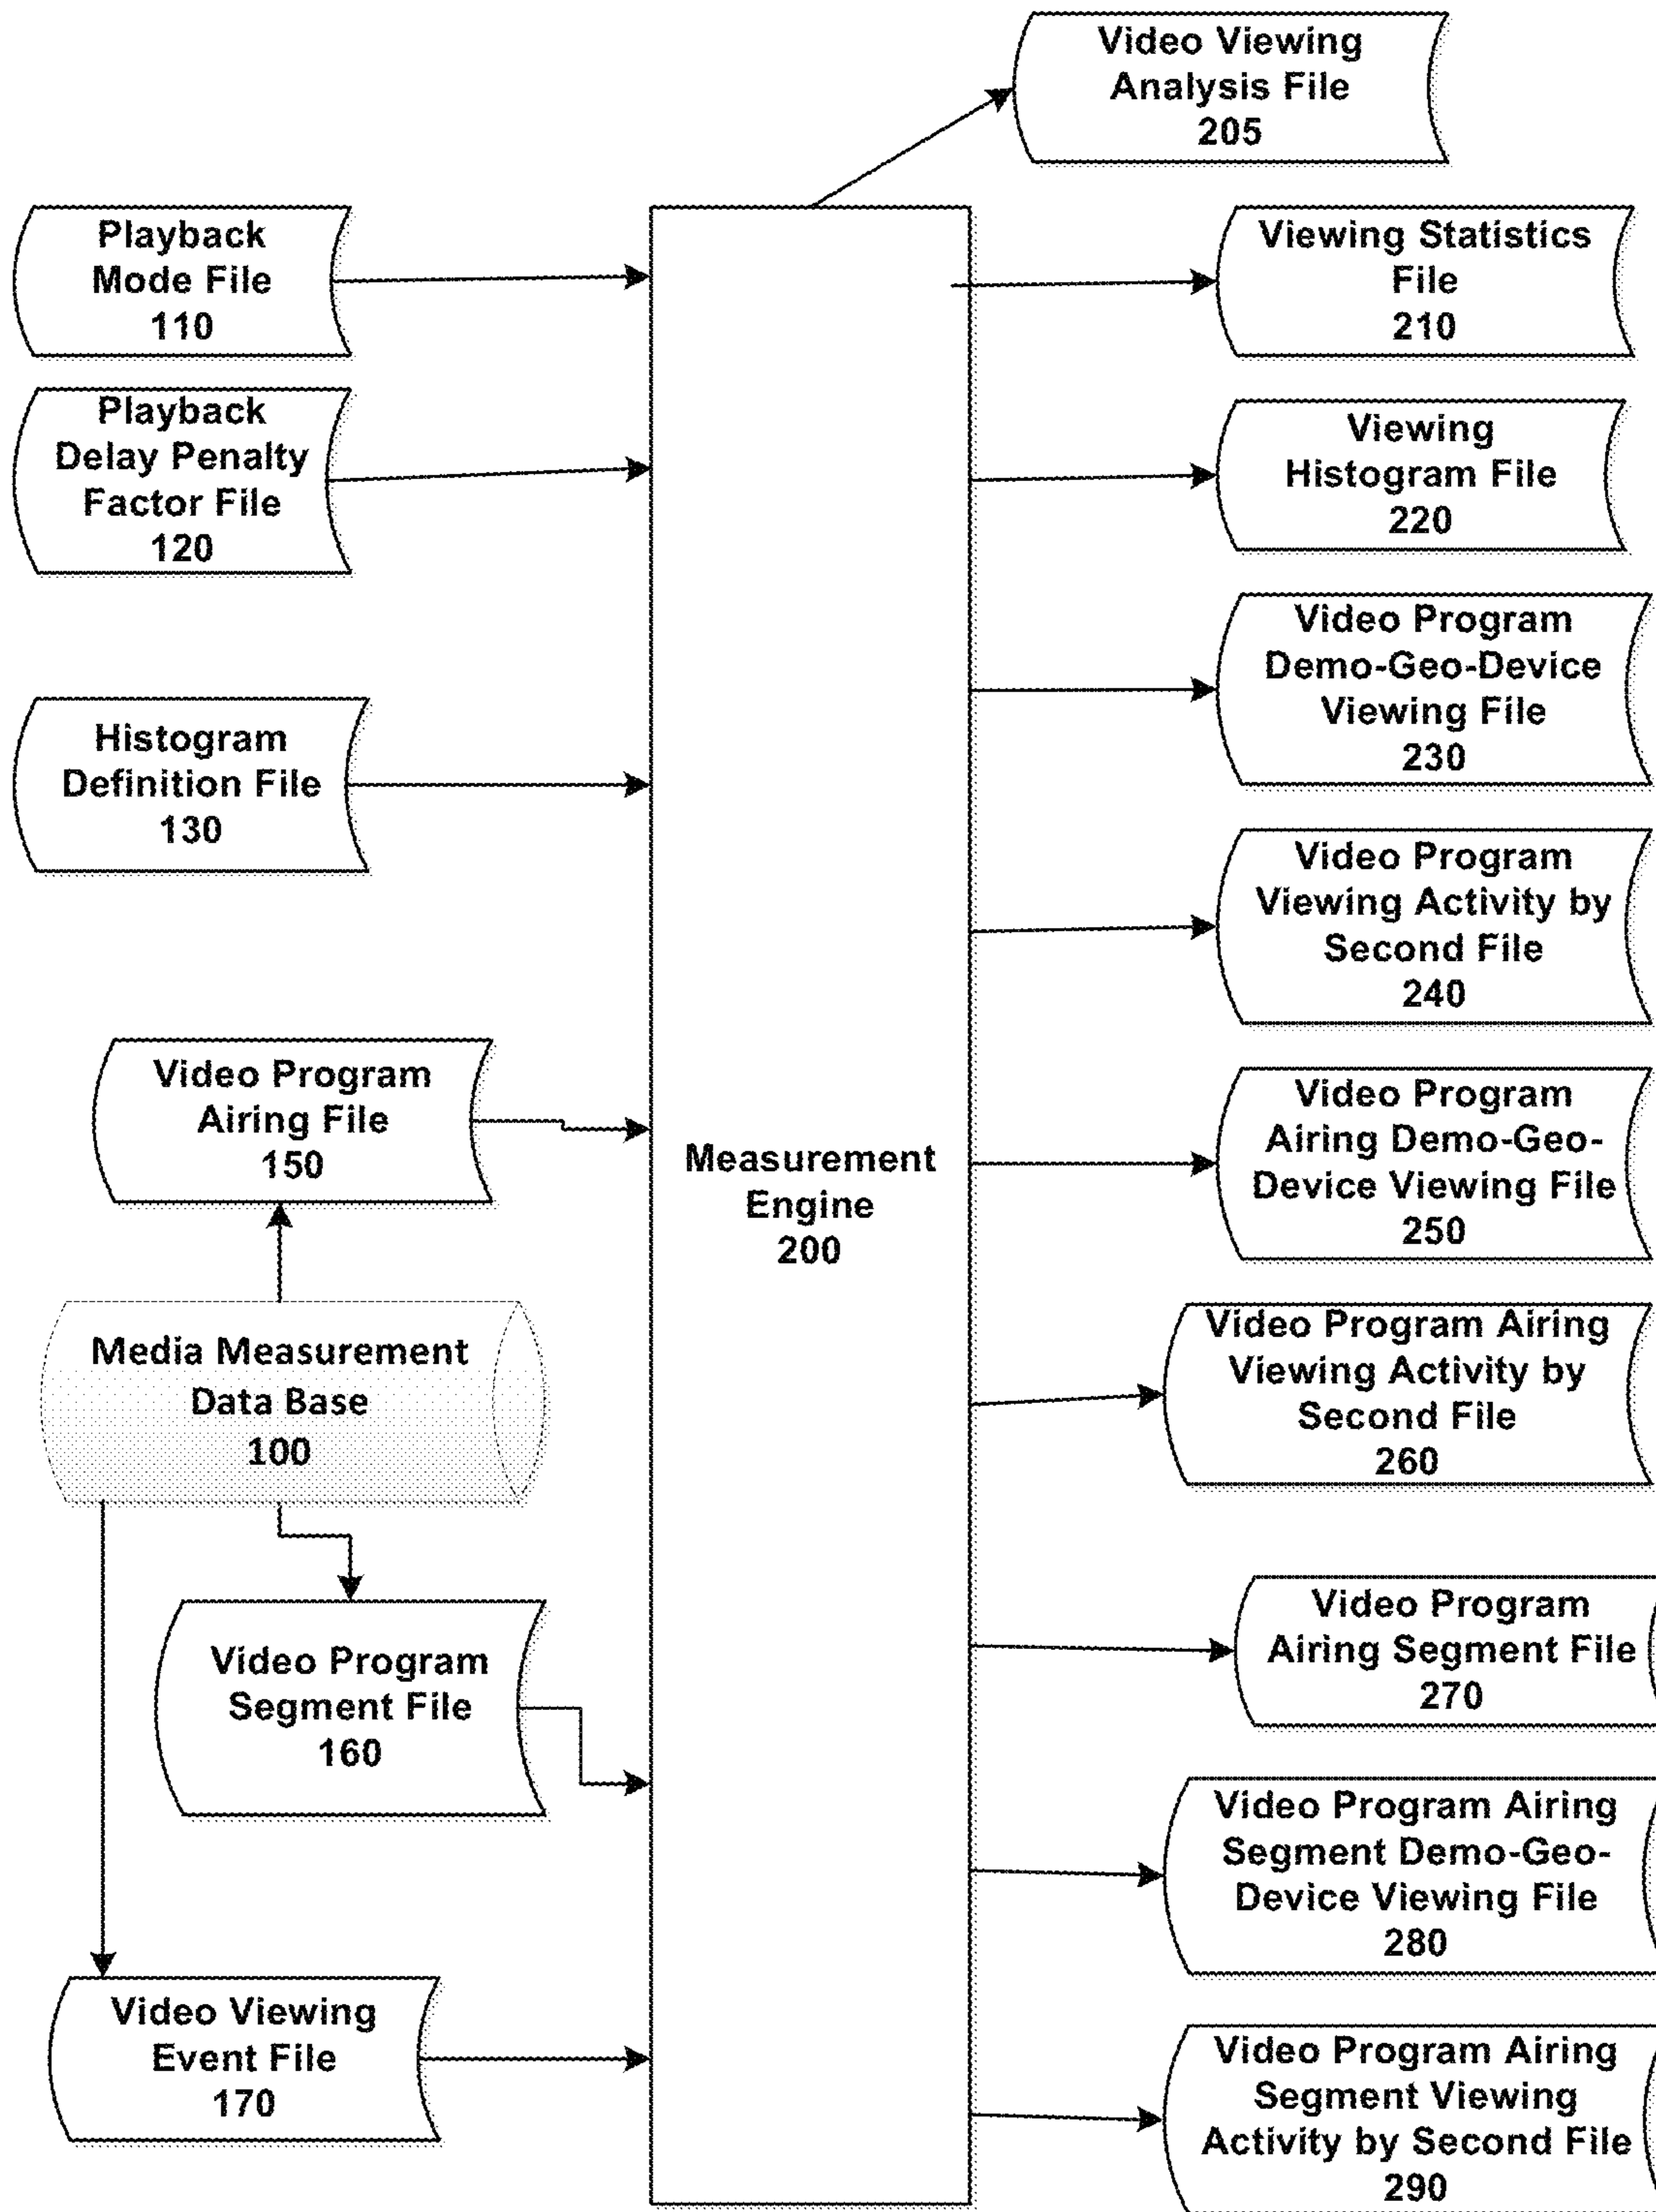 Video Viewing
Analysis File
205
Playback
Mode File
110
Viewing Statistics
File
210
Playback
Delay Penalty
Factor File
120
Viewing
Histogram File
220
Video Program
Demo-Geo-Device
Viewing File
230
Histogram
Definition File
130
Video Program
Viewing Activity by
Second File
240
Video Program
Airing File
150
Measurement
Engine
200
Video Program
Airing Demo-Geo-
Device Viewing File
250
Media Measurement
Data Base
100
Video Program Airing
Viewing Activity by
Second File
260
Video Program
Segment File
160
Video Program
Airing Segment File
270
Video Program Airing
Segment Demo-Geo-
Device Viewing File
280
Video Viewing
Event File
170
Video Program Airing
Segment Viewing
Activity by Second File
290